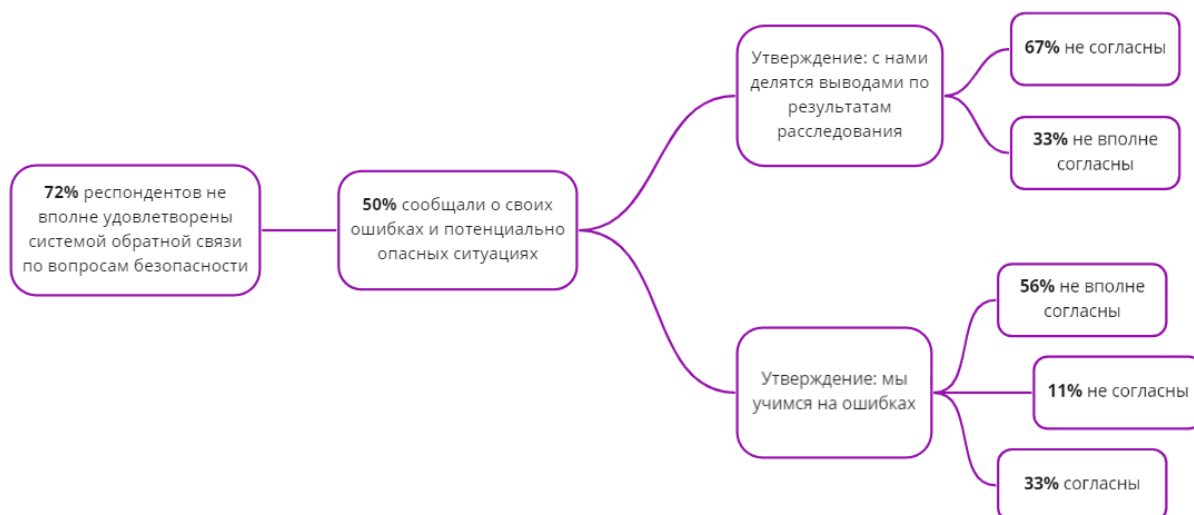 72% респондентов не
вполне удовлетворены
системой обратной связи
по вопросам безопасности
50% сообщали о своих
ошибках и потенциально
опасных ситуациях
Утверждение: с нами
делятся выводами по
результатам
расследования
67% не согласны
33% не вполне
согласны
Утверждение: мы
учимся на ошибках
56% не вполне
согласны
11% не согласны
33% согласны